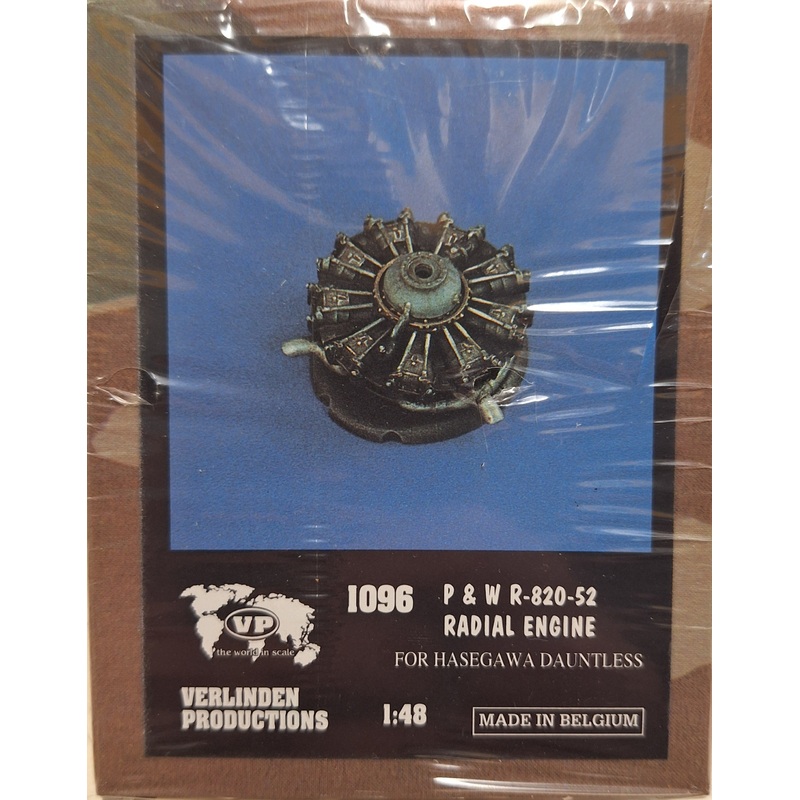 VP
the world in scale
1096
P & W R-820-52
RADIAL ENGINE
FOR HASEGAWA DAUNTLESS
VERLINDEN
PRODUCTIONS
1:48
MADE IN BELGIUM